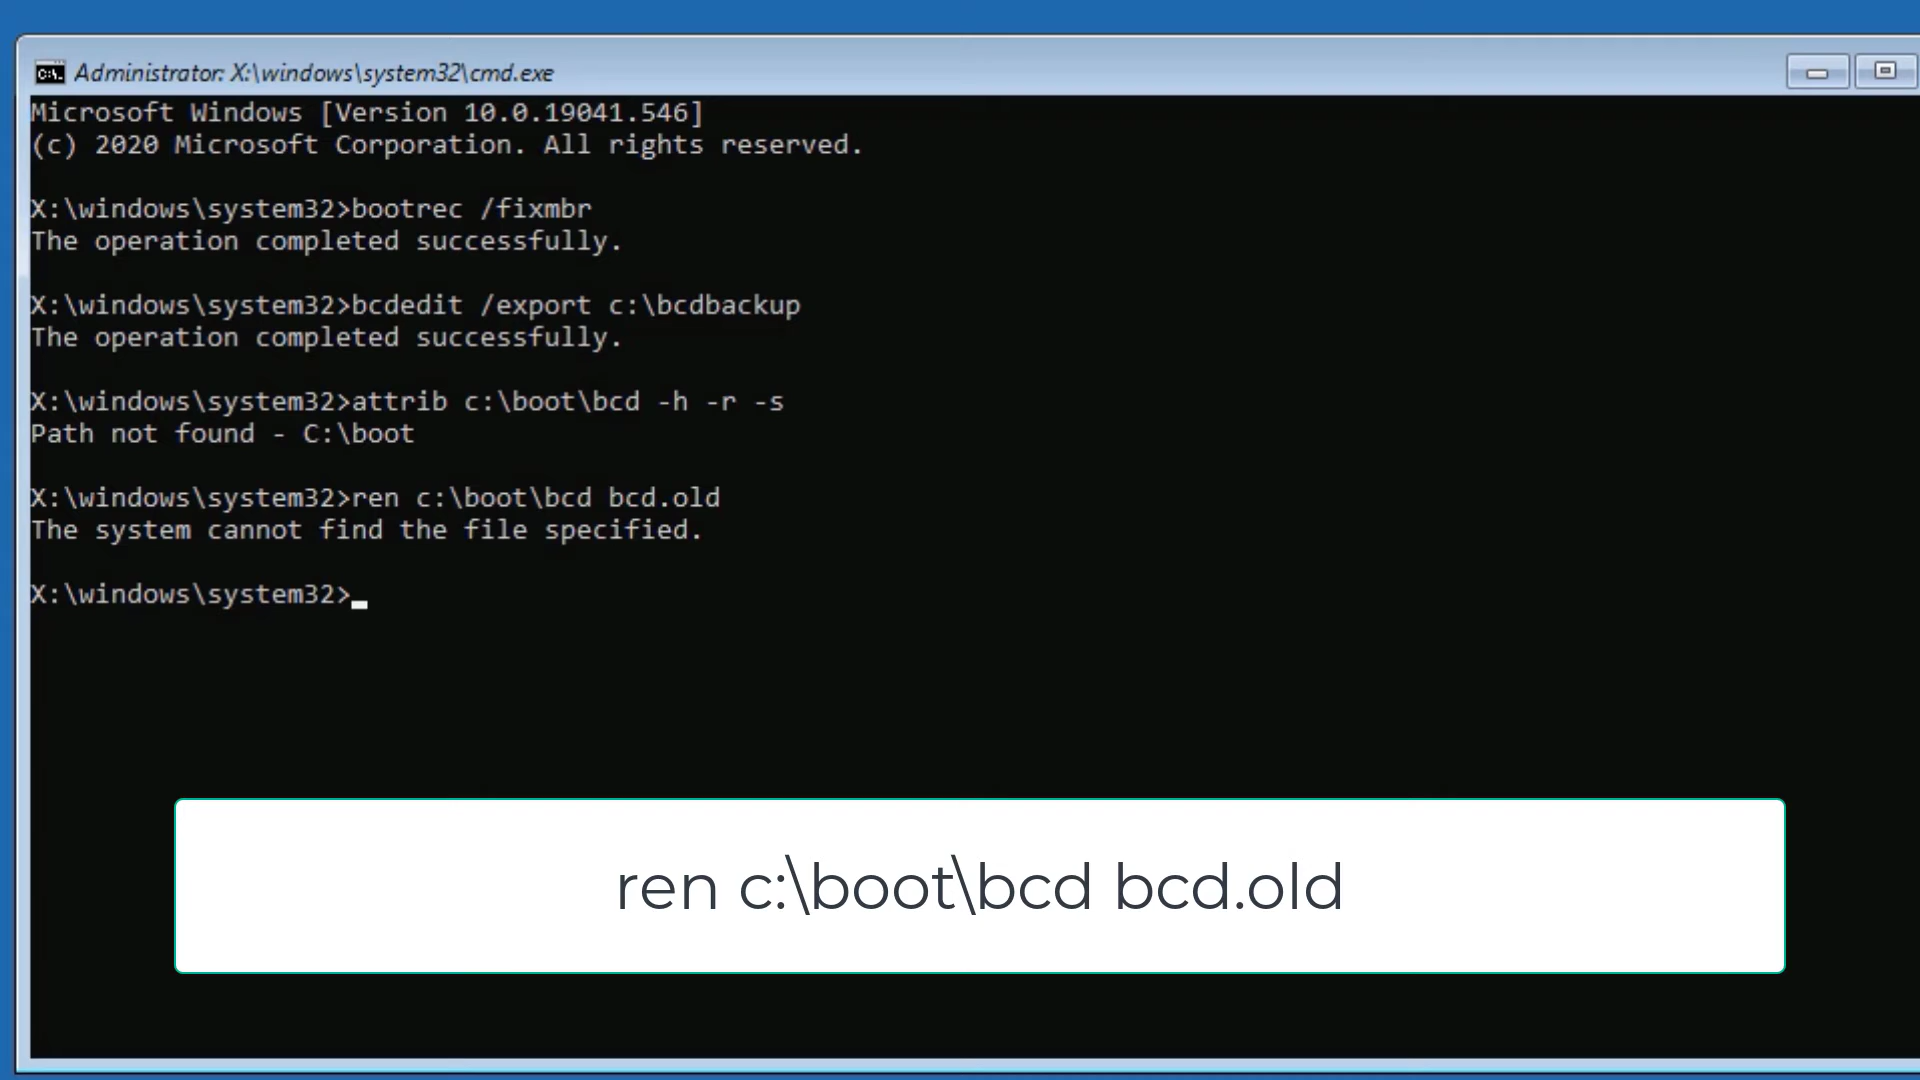 Administrator: X:\windows\system32\cmd.exe
Microsoft Windows [Version 10.0.19041.546]
(c) 2020 Microsoft Corporation. All rights reserved.
X:\windows\system32>bootrec /fixmbr
The operation completed successfully.
X:\windows\system32>bcdedit /export c:\bcdbackup
The operation completed successfully.
X:\windows\system32>attrib c:\boot\bcd -h -r -s
Path not found - C:\boot
X:\windows\system32>ren c:\boot\bcd bcd.old
The system cannot find the file specified.
X:\windows\system32>
ren c:\boot\bcd bcd.old